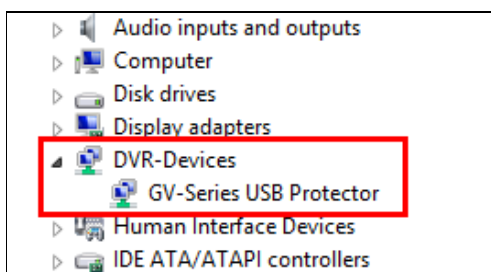 Audio inputs and outputs
Computer
Disk drives
Display adapters
DVR-Devices
GV-Series USB Protector
Human Interface Devices
IDE ATA/ATAPI controllers